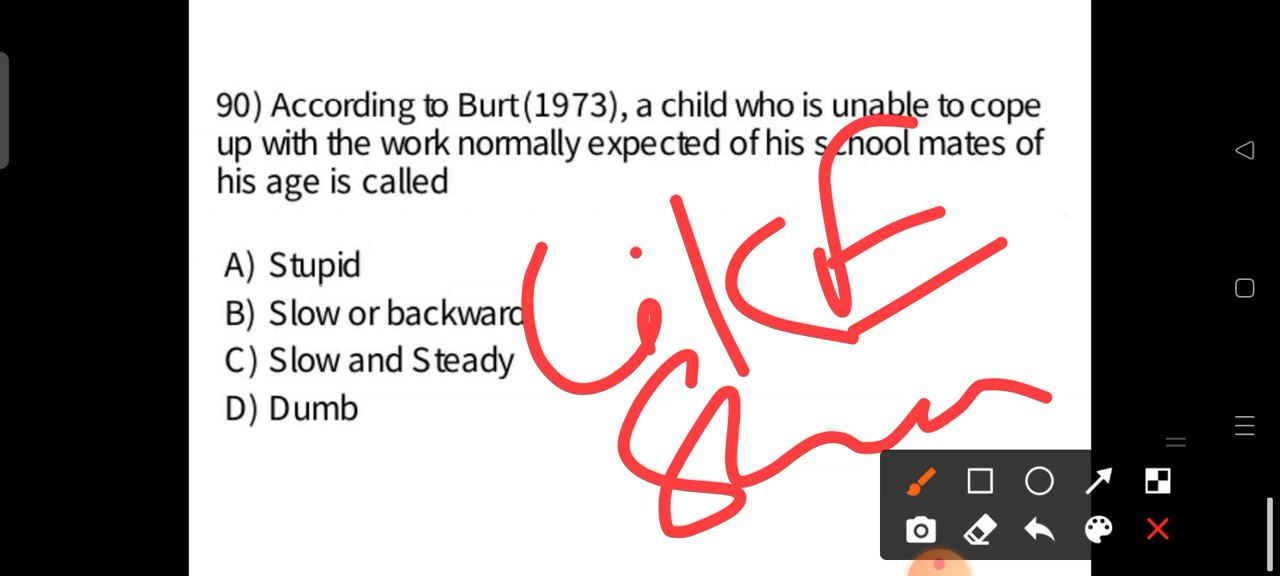 90) According to Burt(1973), a child who is unable to cope
up with the work normally expected of his school mates of
his age is called
A) Stupid
B) Slow or backward
C) Slow and Steady
D) Dumb
LiKE